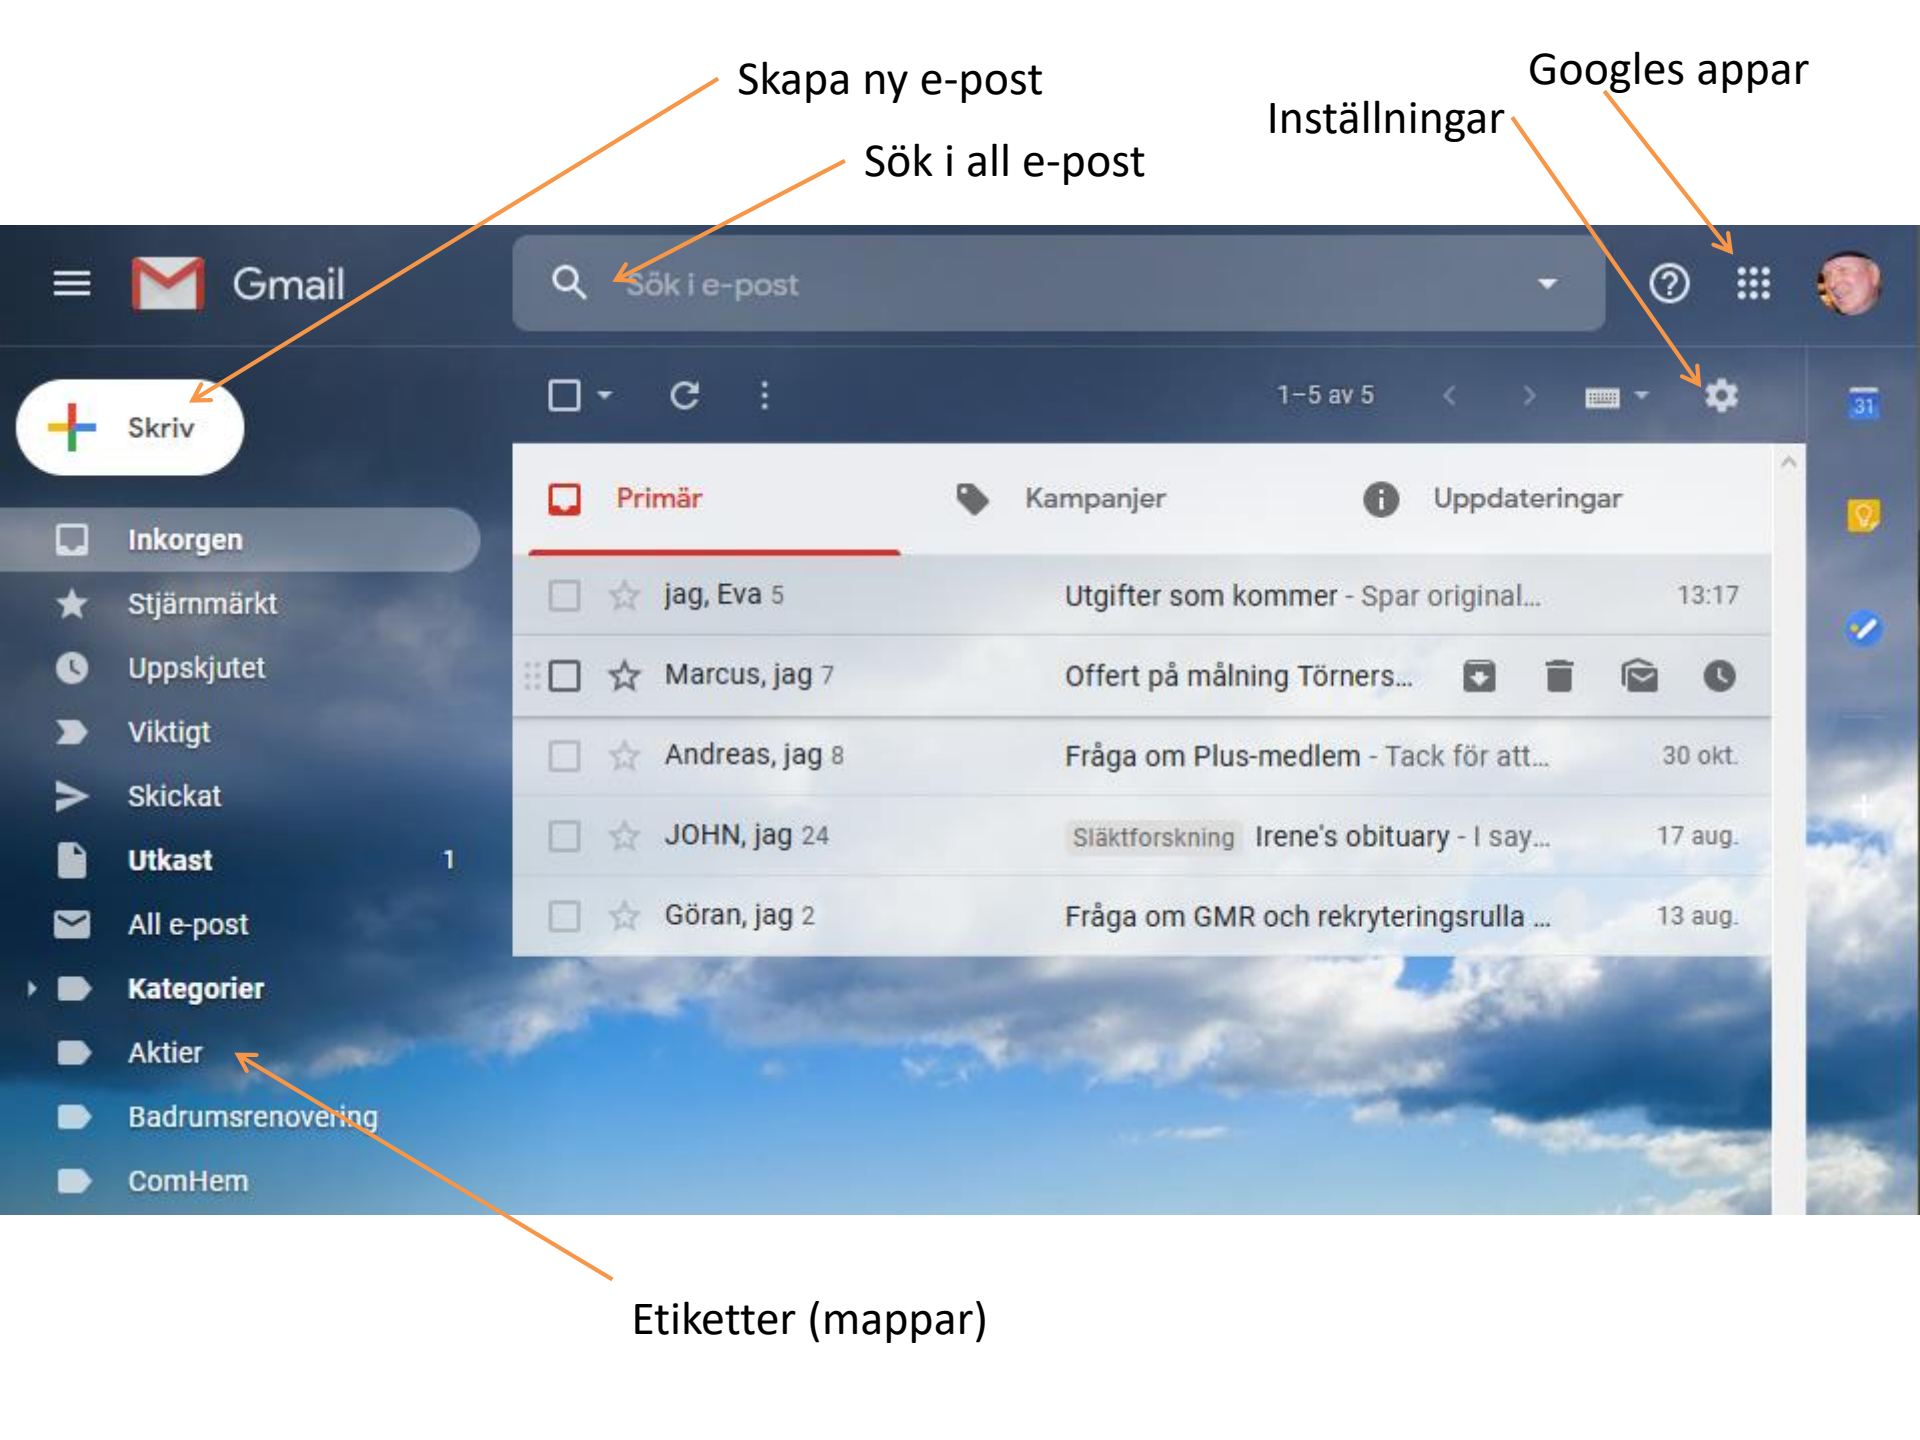 Skapa ny e-post
Googles appar
Inställningar
Sök i all e-post
Gmail
Sök i e-post
Skriv
1–5 av 5
31
Primär
Kampanjer
Uppdateringar
Inkorgen
Stjärnmärkt
Uppskjutet
Viktigt
Skickat
Utkast 1
All e-post
Kategorier
Aktier
Badrumsrenovering
ComHem
jag, Eva 5 Utgifter som kommer - Spar original... 13:17
Marcus, jag 7 Offert på målning Törners...
Andreas, jag 8 Fråga om Plus-medlem - Tack för att... 30 okt.
JOHN, jag 24 Släktforskning Irene's obituary - I say... 17 aug.
Göran, jag 2 Fråga om GMR och rekryteringsrulla ... 13 aug.
Etiketter (mappar)